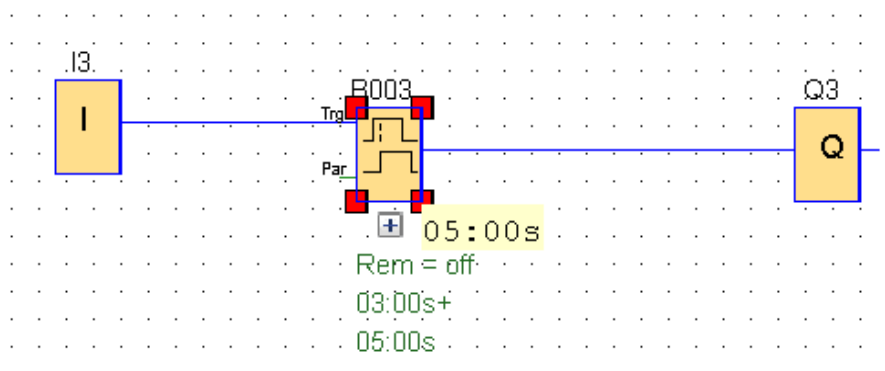 I3
B003
Q3
Trg
I
Q
Par
+
05:00s
Rem = off
03:00s+
05:00s